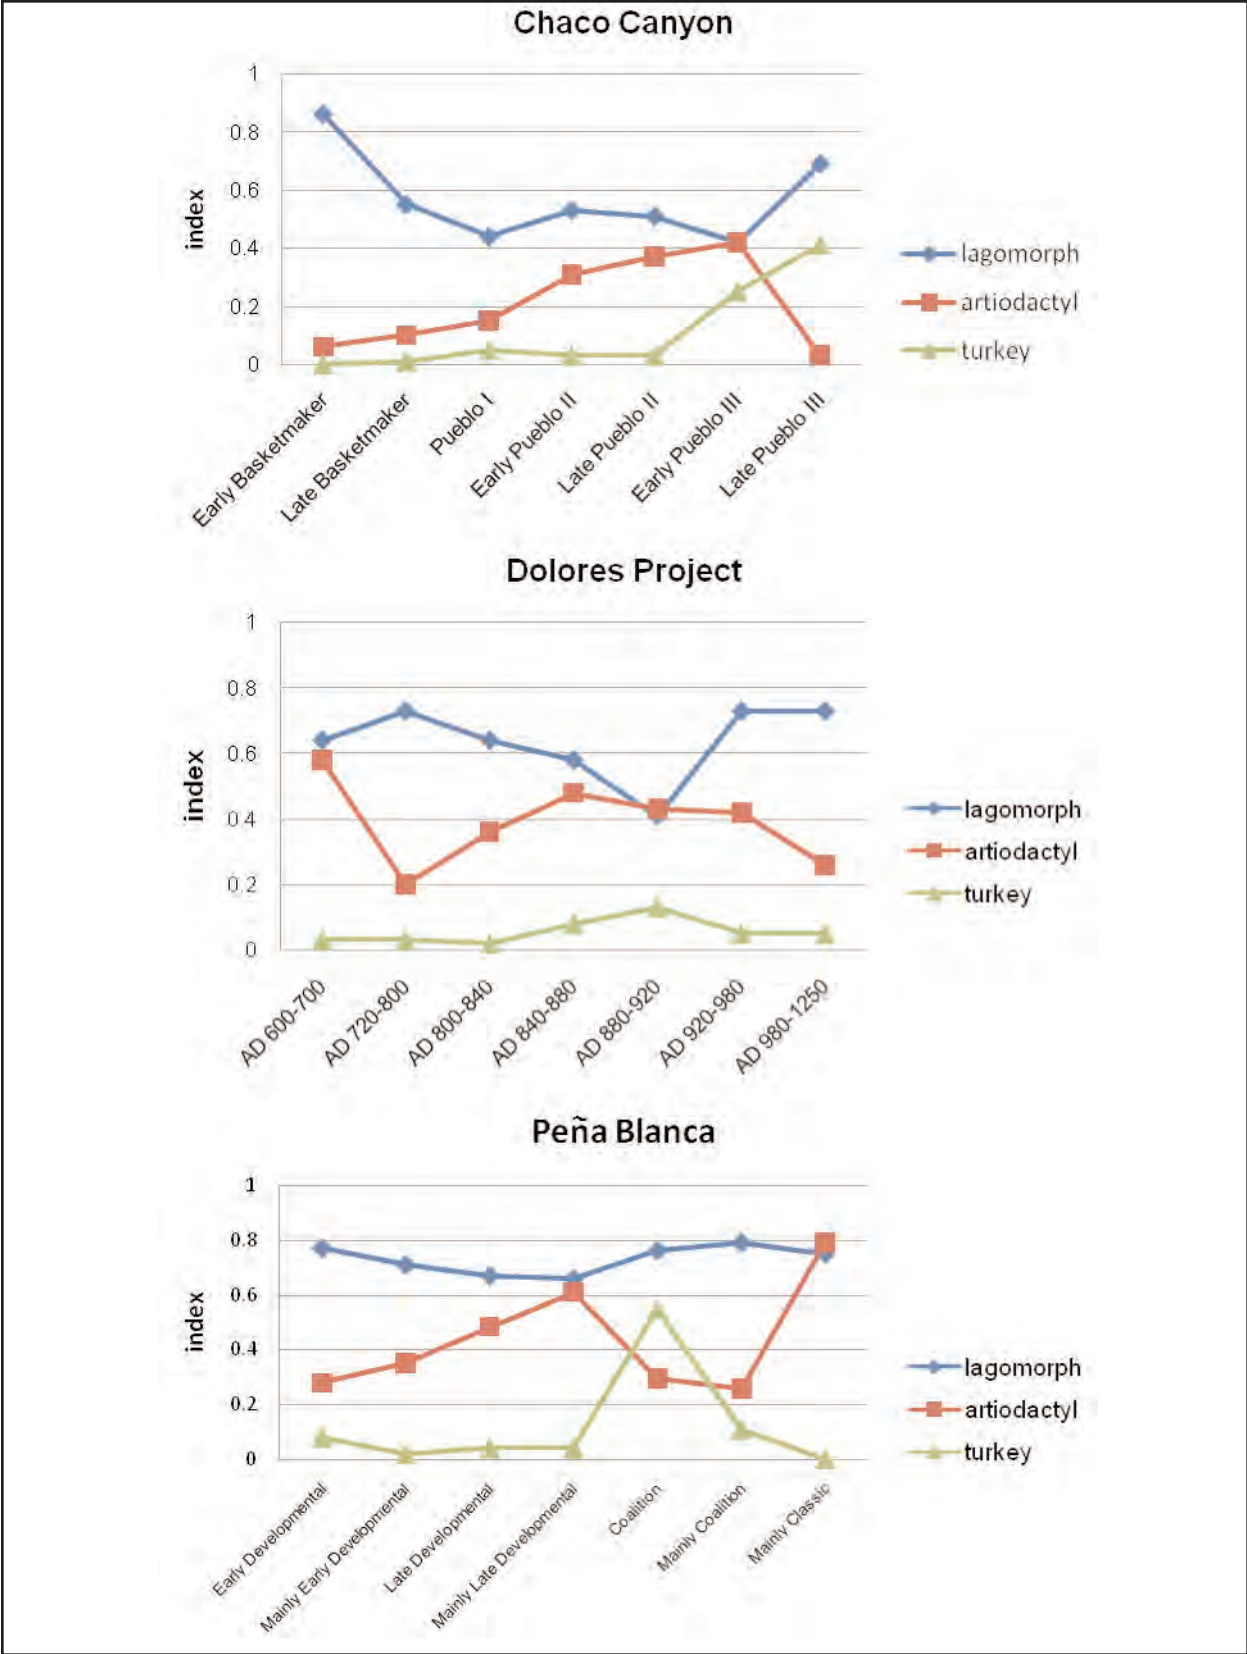 Chaco Canyon
1
0.8
0.6
0.4
0.2
0
index
lagomorph
artiodactyl
turkey
Early Basketmaker
Late Basketmaker
Pueblo I
Early Pueblo II
Late Pueblo II
Early Pueblo III
Late Pueblo III
Dolores Project
1
0.8
0.6
0.4
0.2
0
index
lagomorph
artiodactyl
turkey
AD 600-700
AD 720-800
AD 800-840
AD 840-880
AD 880-920
AD 920-980
AD 980-1250
Peña Blanca
1
0.8
0.6
0.4
0.2
0
index
lagomorph
artiodactyl
turkey
Early Developmental
Mainly Early Developmental
Late Developmental
Mainly Late Developmental
Coalition
Mainly Coalition
Mainly Classic